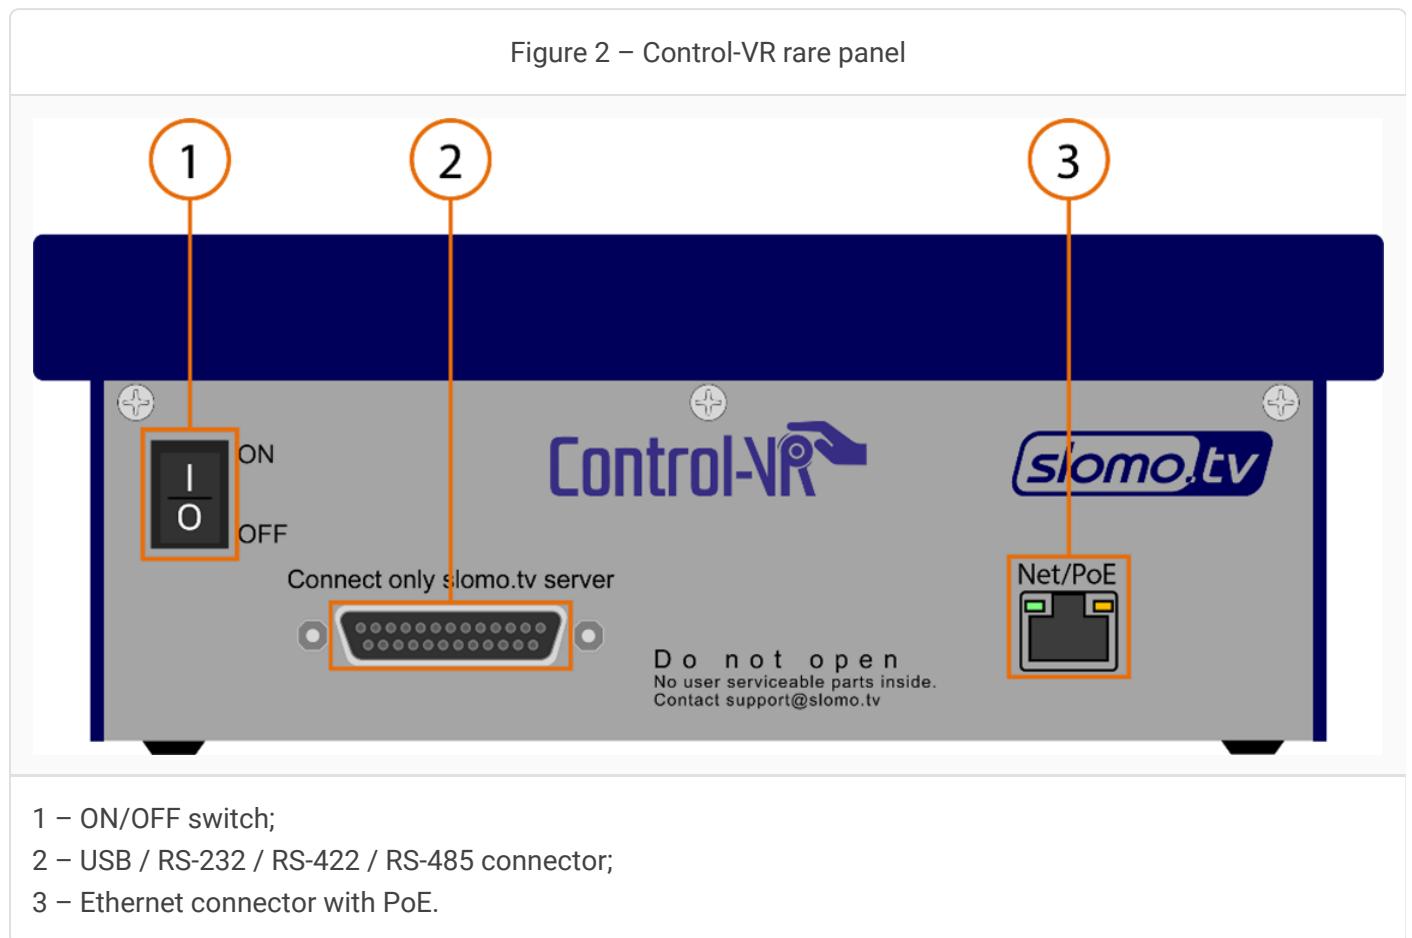 Figure 2 – Control-VR rare panel
1
2
3
I
O
ON
OFF
Control-VR
slomo.tv
Connect only slomo.tv server
Net/PoE
Do not open
No user serviceable parts inside.
Contact support@slomo.tv
1 – ON/OFF switch;
2 – USB / RS-232 / RS-422 / RS-485 connector;
3 – Ethernet connector with PoE.